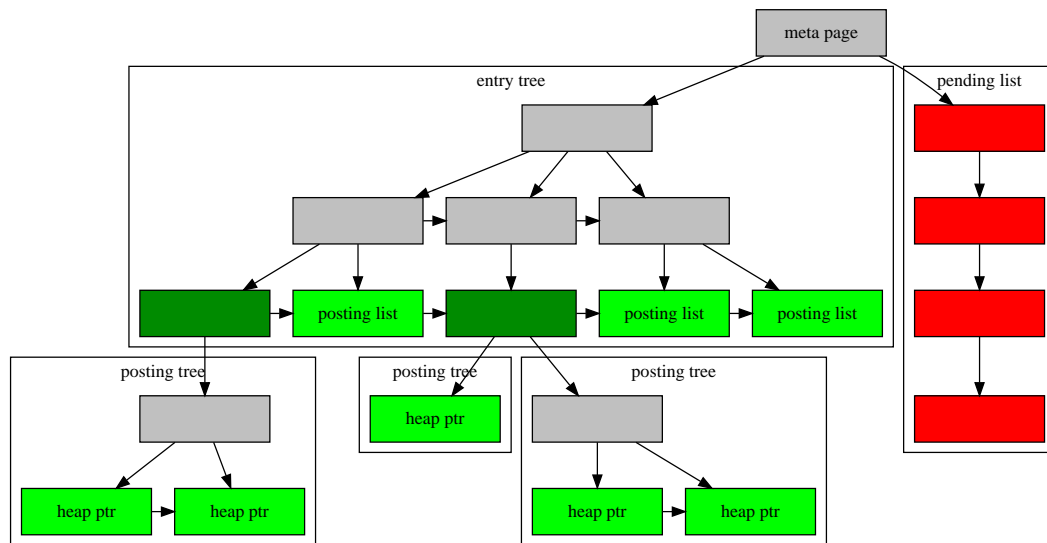 meta page
entry tree
pending list
posting list
posting list
posting list
posting tree
posting tree
posting tree
heap ptr
heap ptr
heap ptr
heap ptr
heap ptr